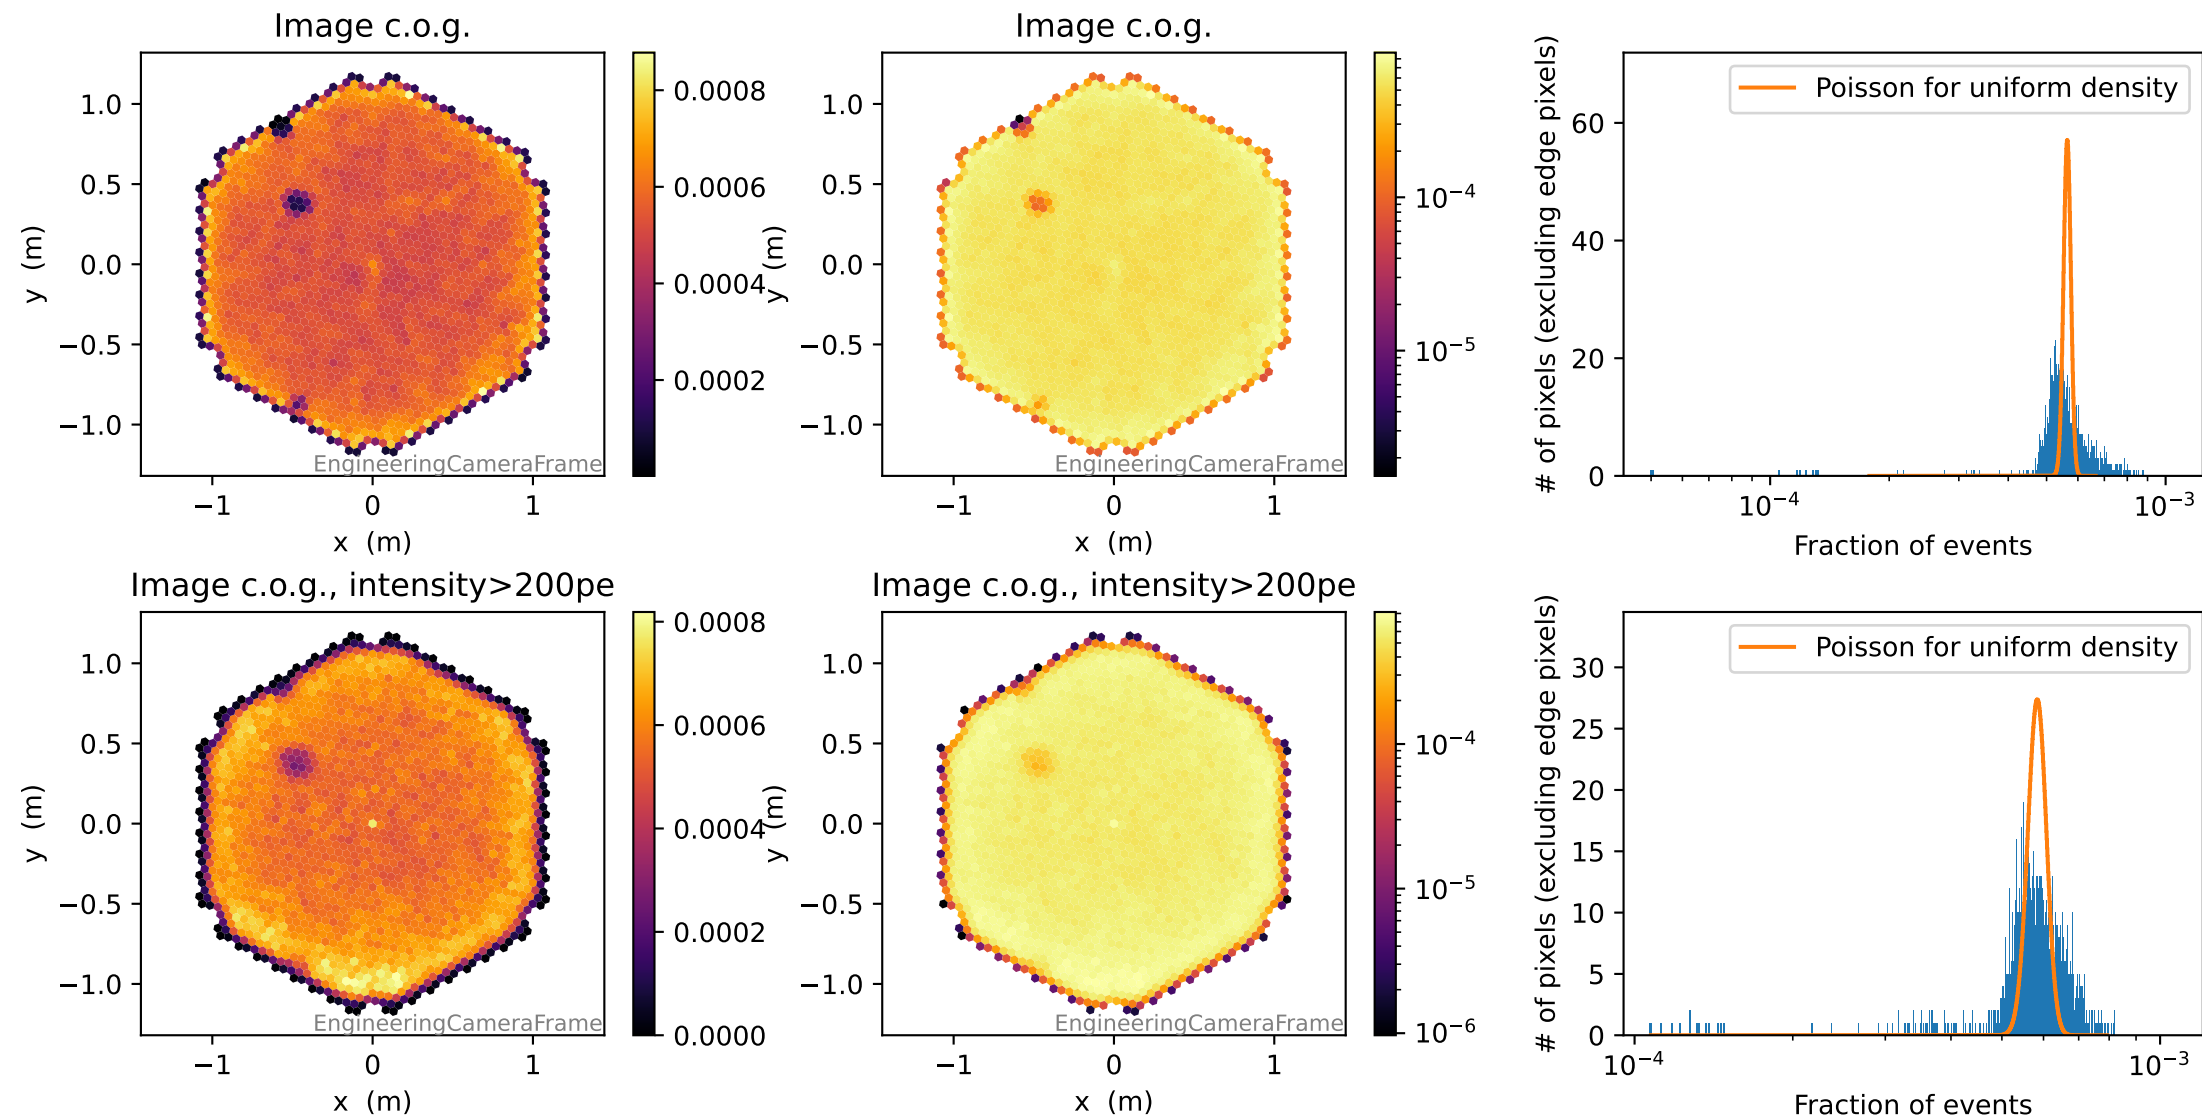 Image c.o.g.
1.0
0.5
0.0
−0.5
−1.0
y (m)
−1
0
1
x (m)
EngineeringCameraFrame
0.0008
0.0006
0.0004
0.0002
Image c.o.g.
1.0
0.5
0.0
−0.5
−1.0
y (m)
−1
0
1
x (m)
EngineeringCameraFrame
10−4
10−5
# of pixels (excluding edge pixels)
60
40
20
0
Poisson for uniform density
10−4
10−3
Fraction of events
Image c.o.g., intensity>200pe
1.0
0.5
0.0
−0.5
−1.0
y (m)
−1
0
1
x (m)
EngineeringCameraFrame
0.0008
0.0006
0.0004
0.0002
0.0000
Image c.o.g., intensity>200pe
1.0
0.5
0.0
−0.5
−1.0
y (m)
−1
0
1
x (m)
EngineeringCameraFrame
10−4
10−5
10−6
# of pixels (excluding edge pixels)
30
25
20
15
10
5
0
Poisson for uniform density
10−4
10−3
Fraction of events